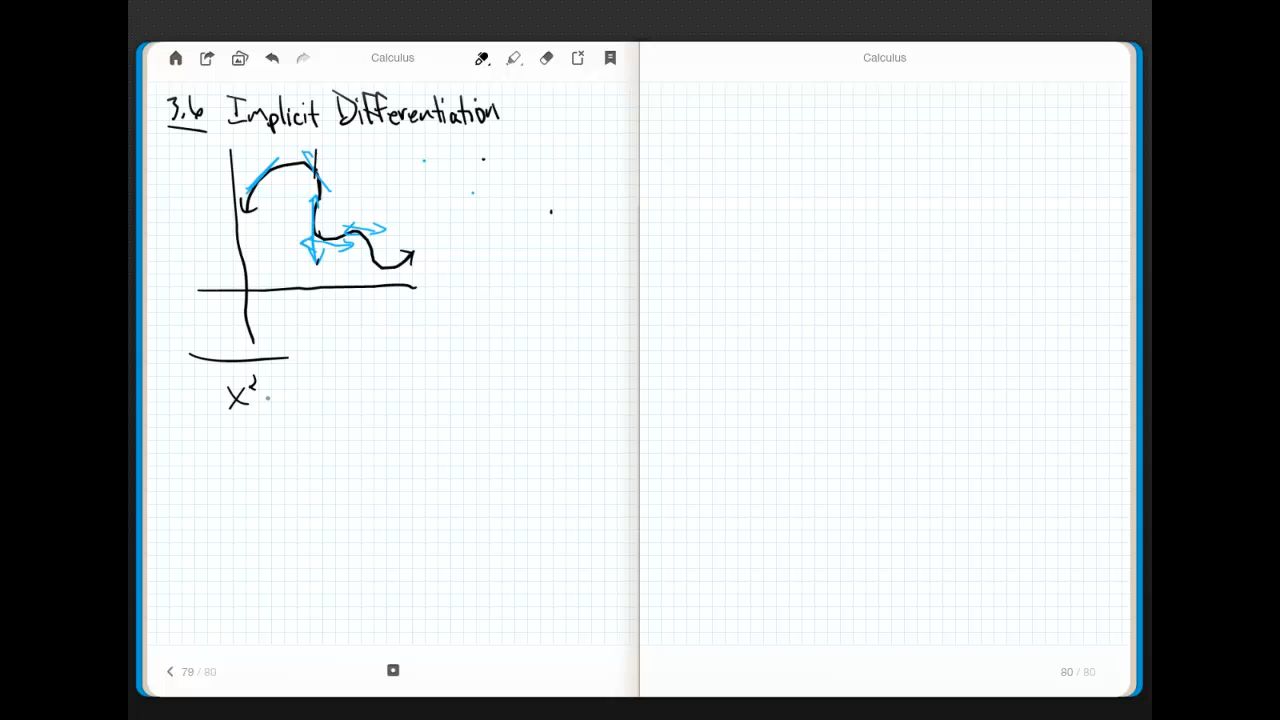 Calculus
Calculus
3.6 Implicit Differentiation
x²
79 / 80
80 / 80